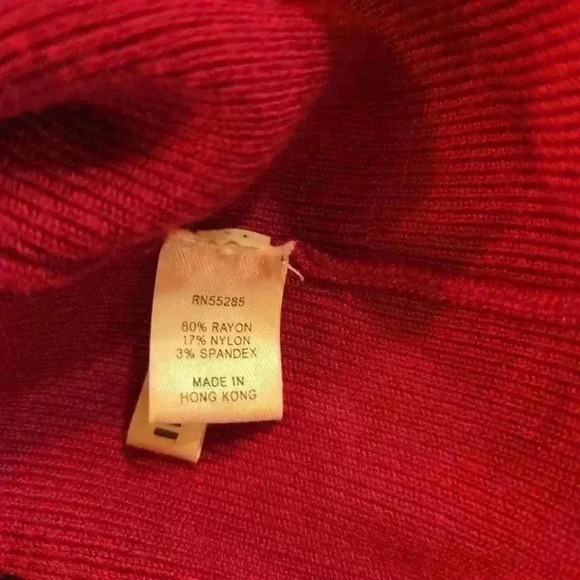 RN55285
80% RAYON
17% NYLON
3% SPANDEX
MADE IN
HONG KONG